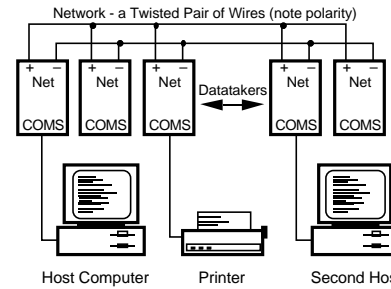 Network - a Twisted Pair of Wires (note polarity)
+ − + − + − + − + −
Net Net Net Net Net
Datatakers
COMS COMS COMS COMS COMS
Host Computer Printer Second Hos